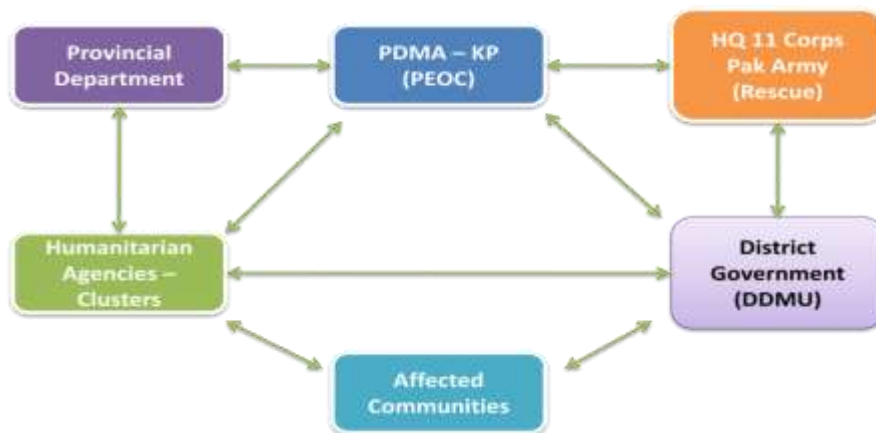 Provincial
Department
PDMA – KP
(PEOC)
HQ 11 Corps
Pak Army
(Rescue)
Humanitarian
Agencies –
Clusters
District
Government
(DDMU)
Affected
Communities